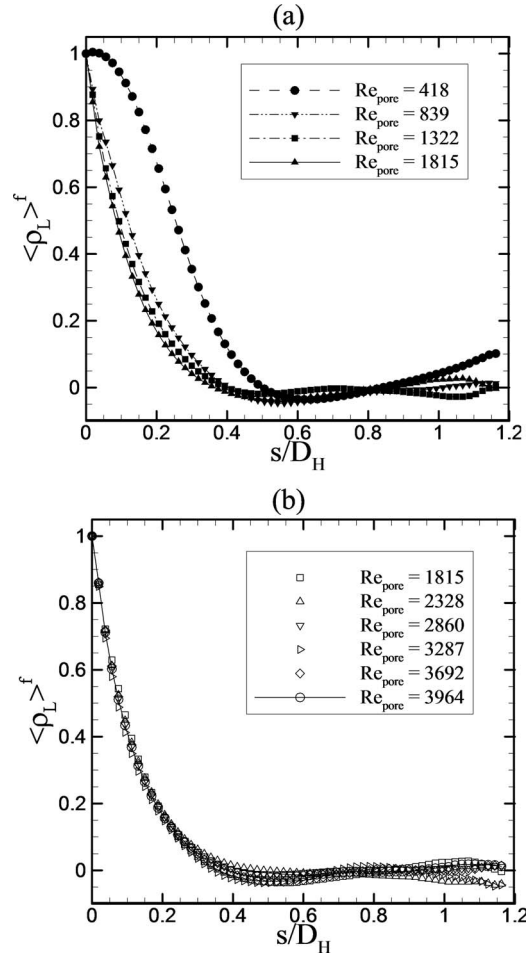 (a)
1
0.8
0.6
0.4
0.2
0
0
0.2
0.4
0.6
0.8
1
1.2
<ρL>f
s/DH
Repore = 418
Repore = 839
Repore = 1322
Repore = 1815
(b)
1
0.8
0.6
0.4
0.2
0
0
0.2
0.4
0.6
0.8
1
1.2
<ρL>f
s/DH
Repore = 1815
Repore = 2328
Repore = 2860
Repore = 3287
Repore = 3692
Repore = 3964